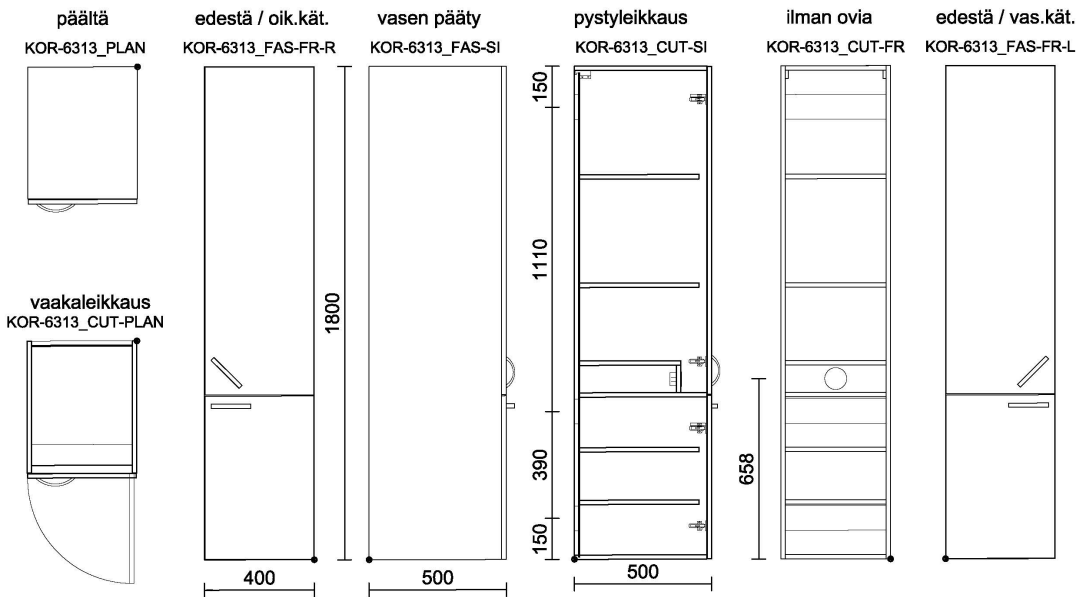 päältä
KOR-6313_PLAN
edestä / oik.kät.
KOR-6313_FAS-FR-R
vasen pääty
KOR-6313_FAS-SI
pystyleikkaus
KOR-6313_CUT-SI
ilman ovia
KOR-6313_CUT-FR
edestä / vas.kät.
KOR-6313_FAS-FR-L
vaakaleikkaus
KOR-6313_CUT-PLAN
1800
150
1110
390
150
658
400
500
500